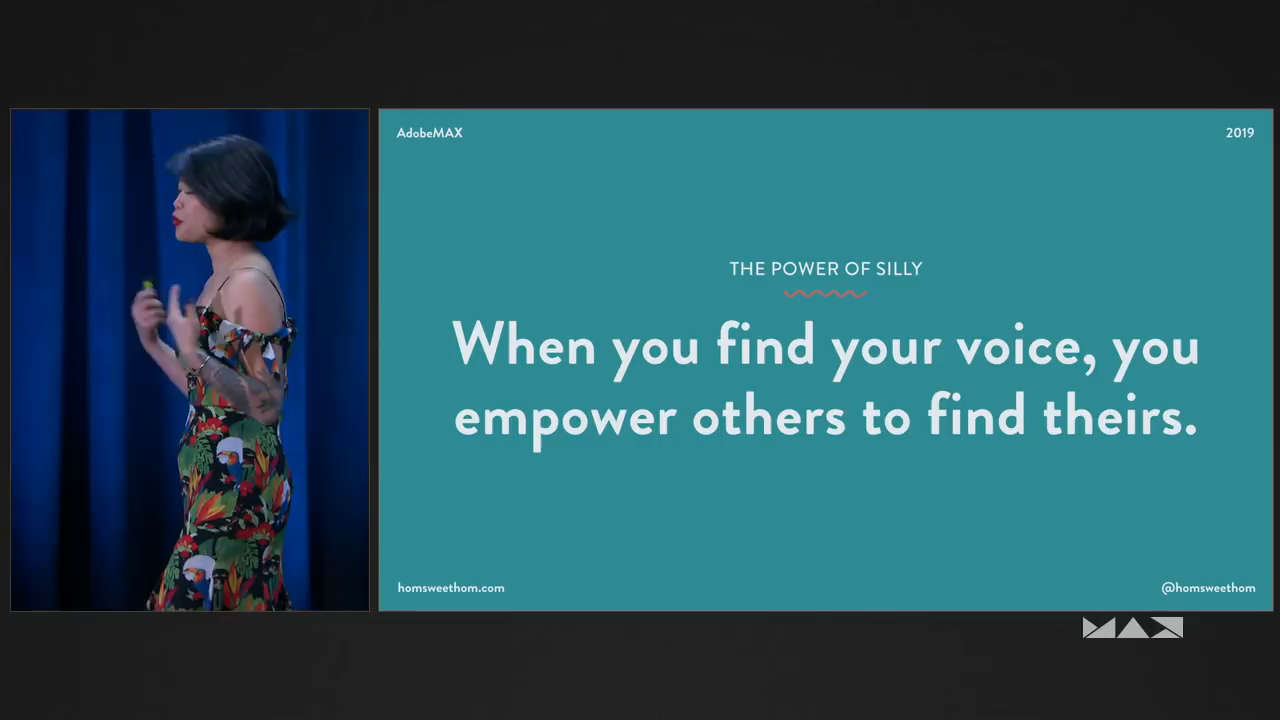 AdobeMAX
2019
THE POWER OF SILLY
When you find your voice, you
empower others to find theirs.
homsweethom.com
@homsweethom
MAX